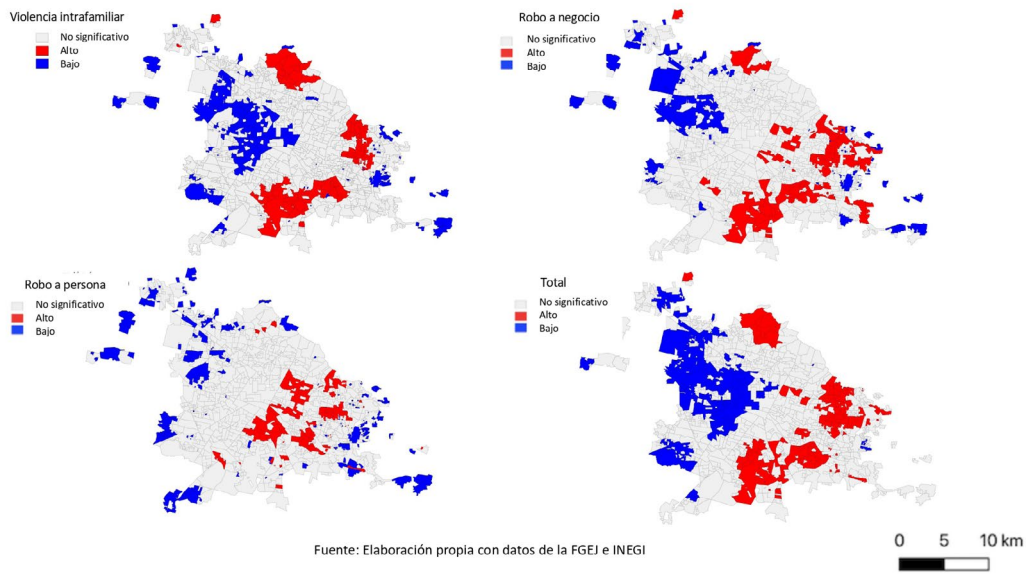 Violencia intrafamiliar
No significativo
Alto
Bajo
Robo a negocio
No significativo
Alto
Bajo
Robo a persona
No significativo
Alto
Bajo
Total
No significativo
Alto
Bajo
Fuente: Elaboración propia con datos de la FGEJ e INEGI
0 5 10 km